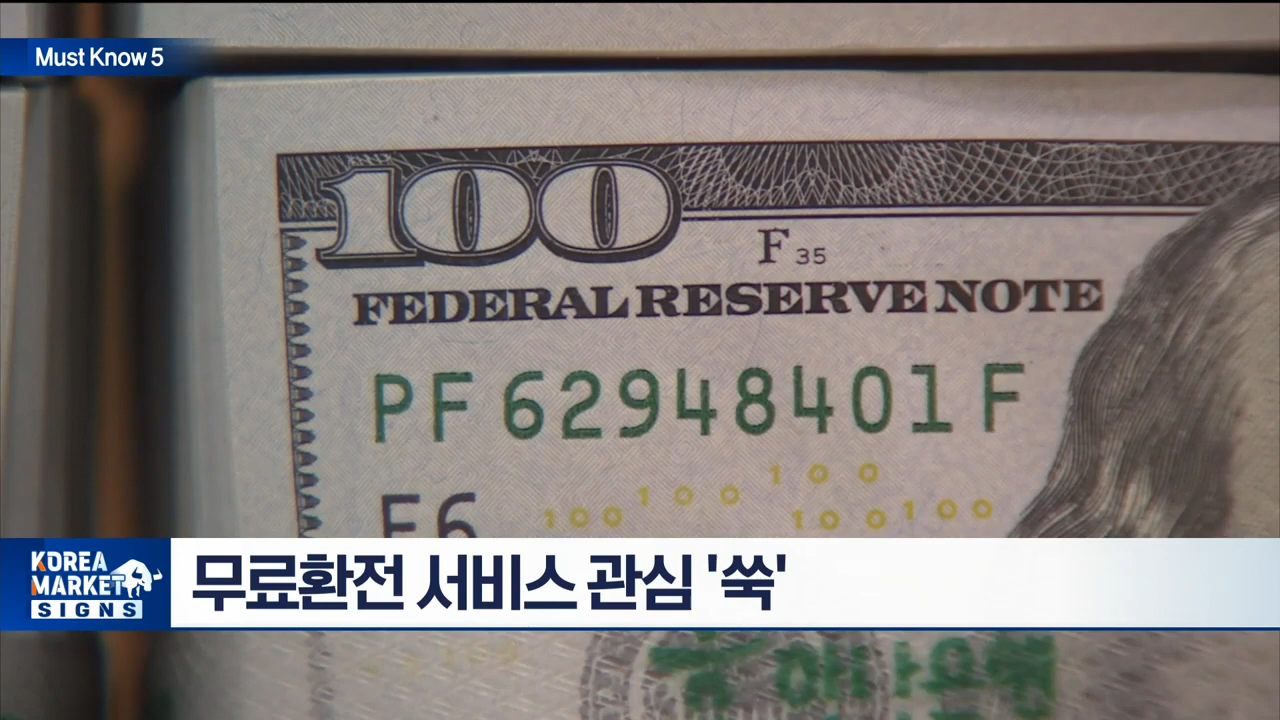 Must Know 5
100
F 35
FEDERAL RESERVE NOTE
PF 62948401 F
F6
100 100 100
100 100
KOREA
MARKET
SIGNS
무료환전 서비스 관심 '쑥'